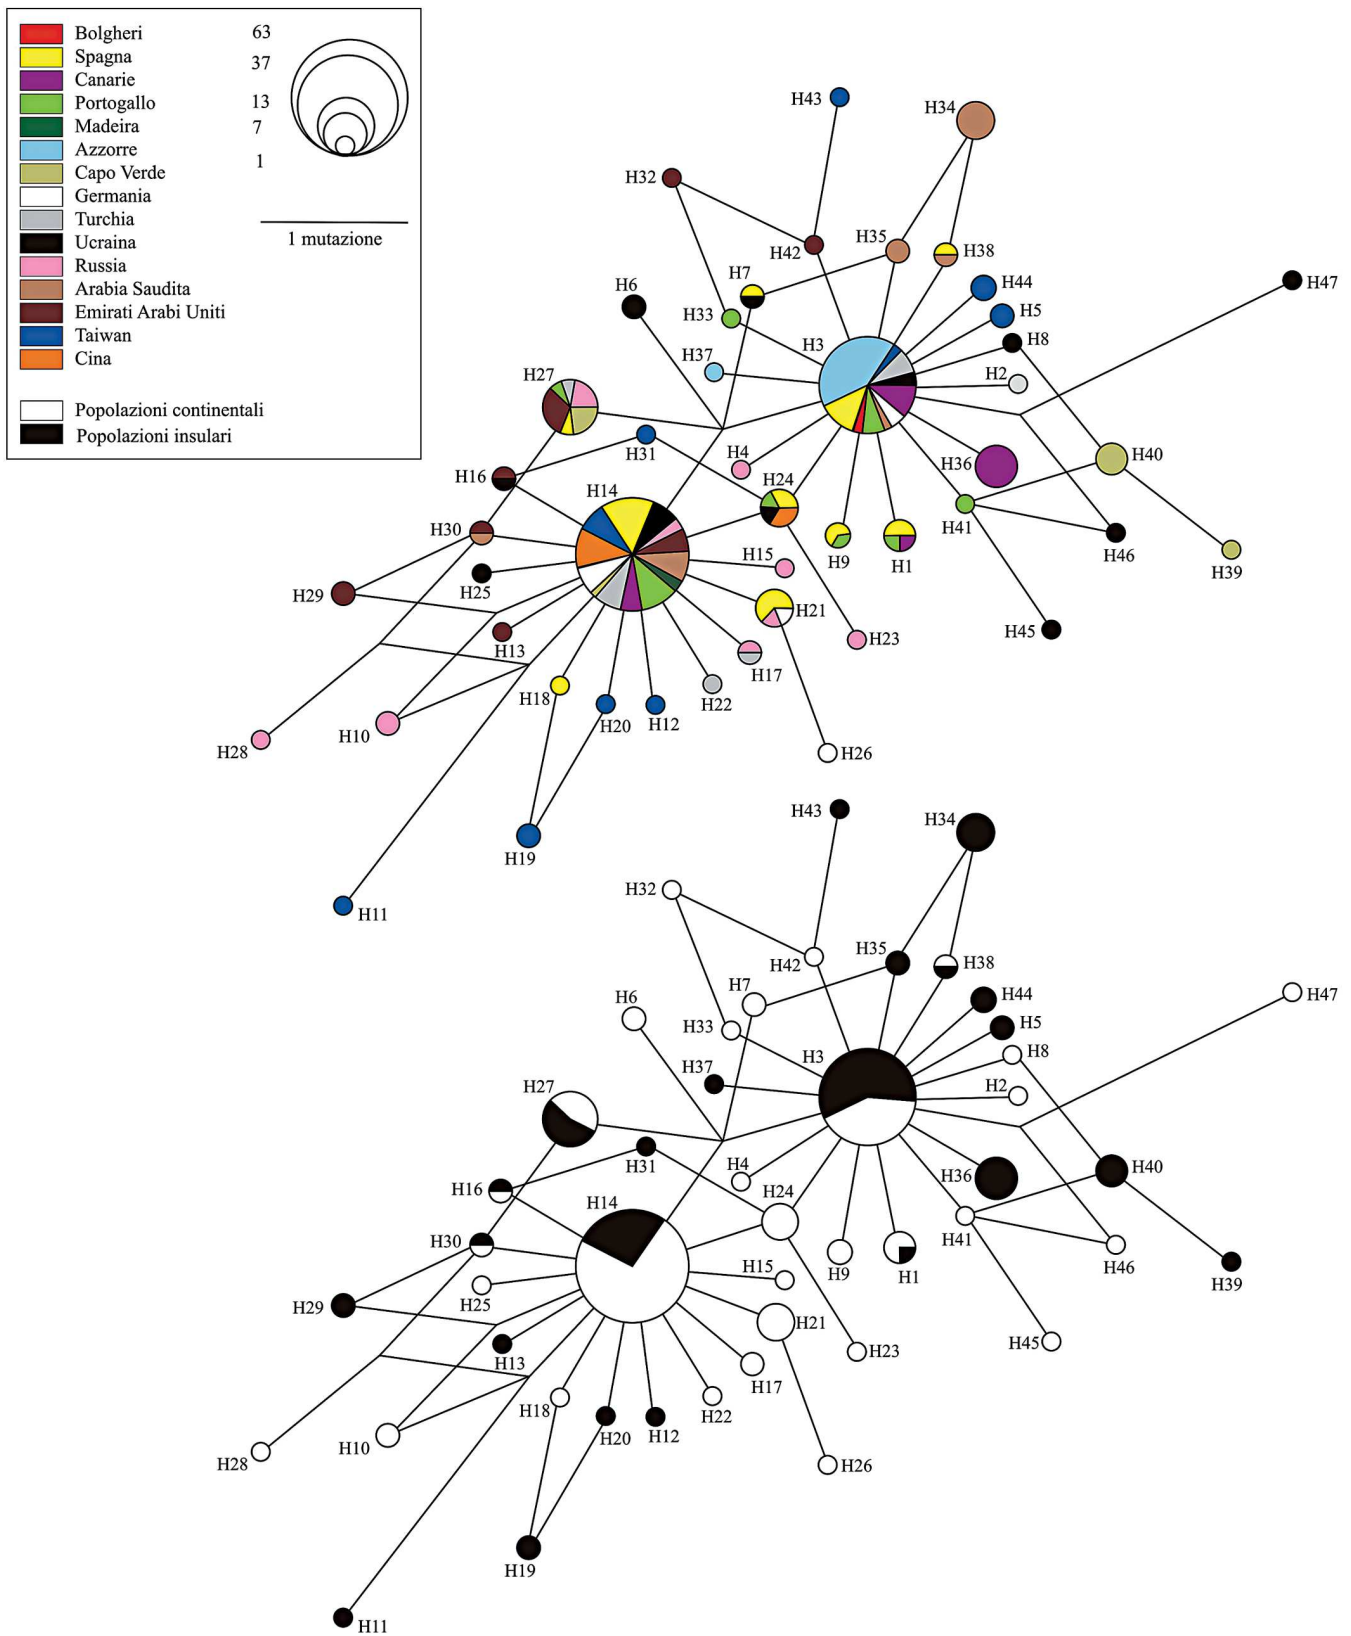 Bolgheri
Spagna
Canarie
Portogallo
Madeira
Azzorre
Capo Verde
Germania
Turchia
Ucraina
Russia
Arabia Saudita
Emirati Arabi Uniti
Taiwan
Cina
Popolazioni continentali
Popolazioni insulari
63
37
13
7
1
1 mutazione
H43
H34
H32
H42
H35
H38
H7
H44
H47
H6
H33
H5
H3
H8
H37
H2
H27
H31
H4
H36
H40
H16
H14
H24
H41
H30
H9
H1
H46
H39
H15
H25
H29
H21
H45
H13
H23
H17
H18
H22
H20
H12
H10
H28
H26
H19
H11
H43
H34
H32
H42
H35
H38
H7
H44
H47
H6
H33
H5
H3
H8
H37
H2
H27
H31
H4
H36
H40
H16
H14
H24
H41
H30
H9
H1
H46
H39
H15
H25
H29
H21
H45
H13
H23
H17
H18
H22
H20
H12
H10
H28
H26
H19
H11